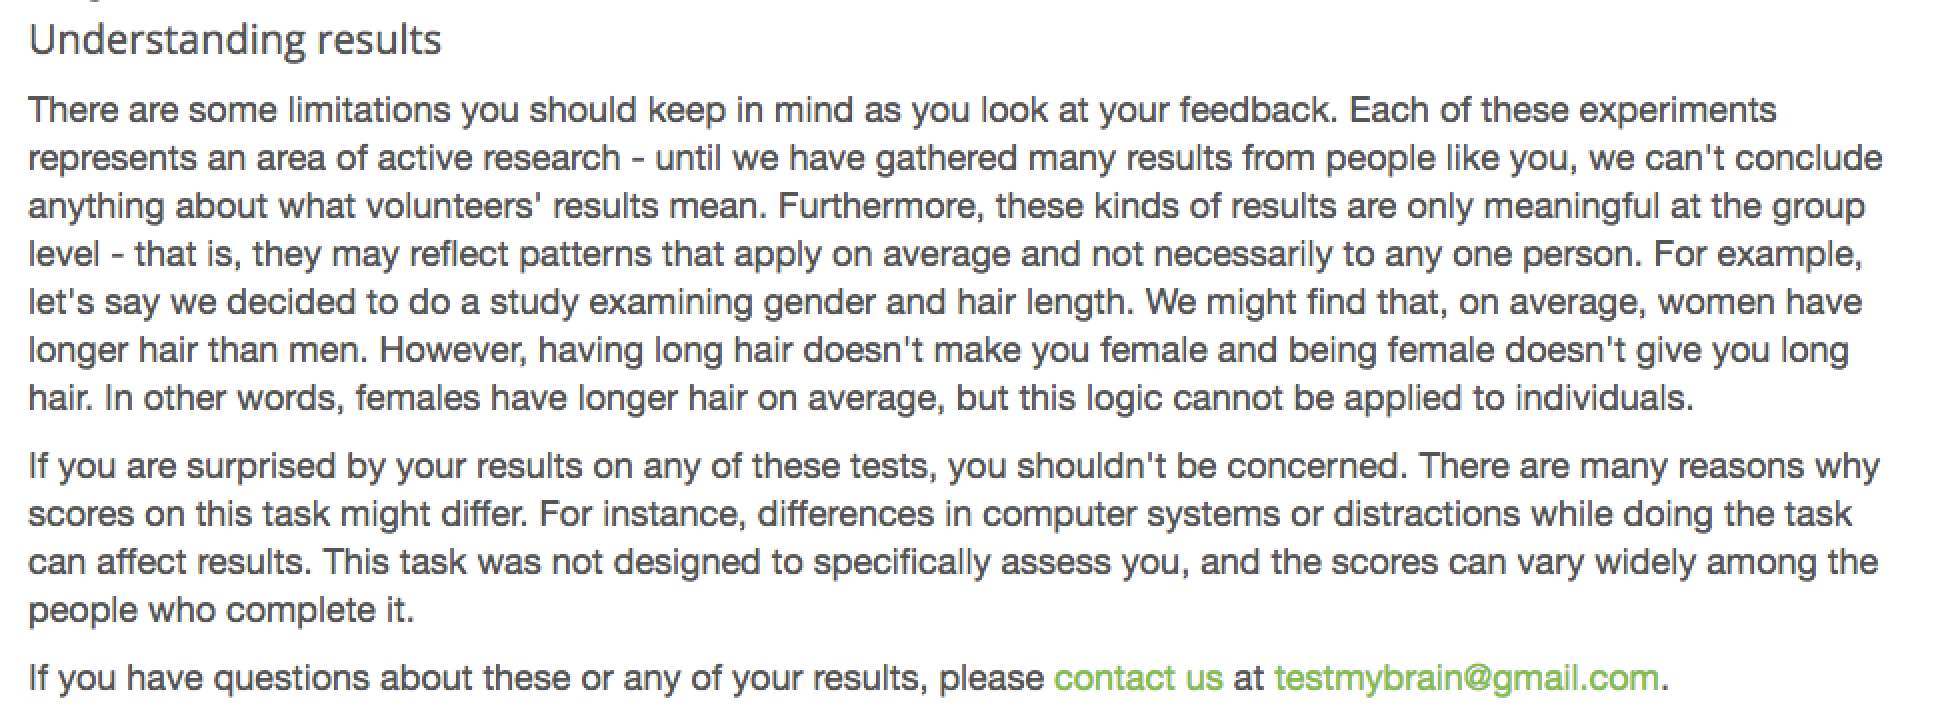 Understanding results
There are some limitations you should keep in mind as you look at your feedback. Each of these experiments
represents an area of active research - until we have gathered many results from people like you, we can't conclude
anything about what volunteers' results mean. Furthermore, these kinds of results are only meaningful at the group
level - that is, they may reflect patterns that apply on average and not necessarily to any one person. For example,
let's say we decided to do a study examining gender and hair length. We might find that, on average, women have
longer hair than men. However, having long hair doesn't make you female and being female doesn't give you long
hair. In other words, females have longer hair on average, but this logic cannot be applied to individuals.
If you are surprised by your results on any of these tests, you shouldn't be concerned. There are many reasons why
scores on this task might differ. For instance, differences in computer systems or distractions while doing the task
can affect results. This task was not designed to specifically assess you, and the scores can vary widely among the
people who complete it.
If you have questions about these or any of your results, please contact us at testmybrain@gmail.com.